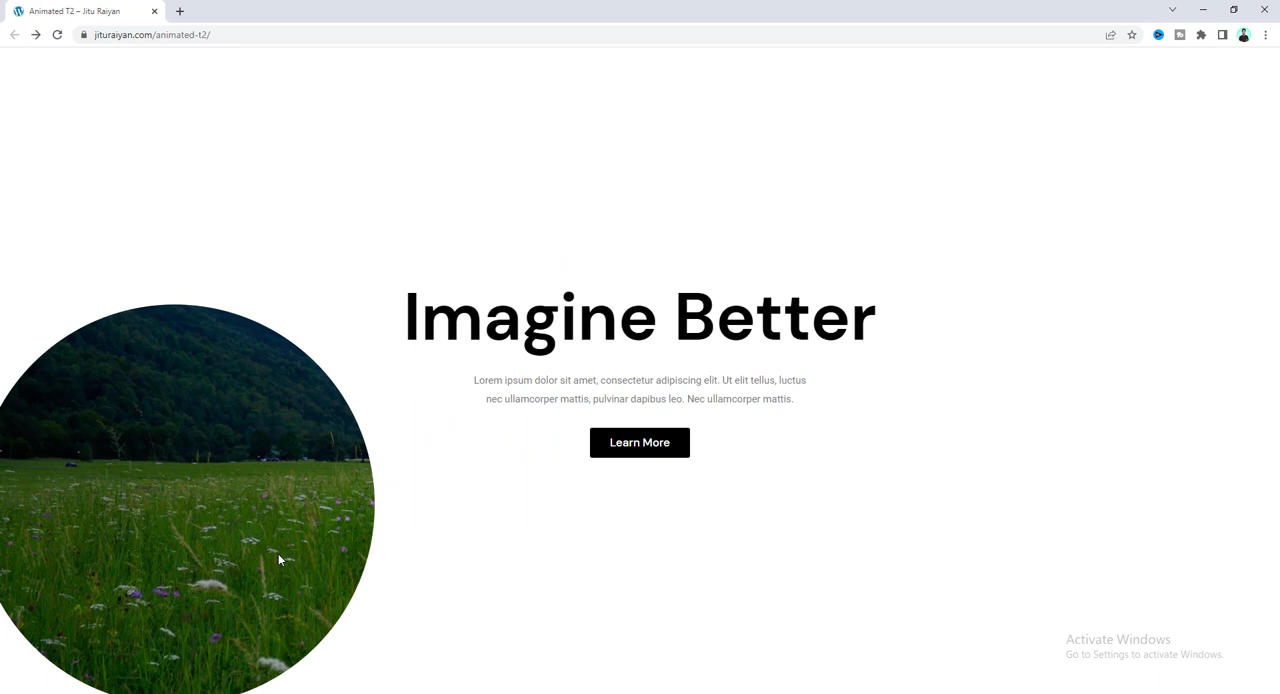 Animated T2 – Jitu Raiyan
jituraiyan.com/animated-t2/
Imagine Better
Lorem ipsum dolor sit amet, consectetur adipiscing elit. Ut elit tellus, luctus
nec ullamcorper mattis, pulvinar dapibus leo. Nec ullamcorper mattis.
Learn More
Activate Windows
Go to Settings to activate Windows.